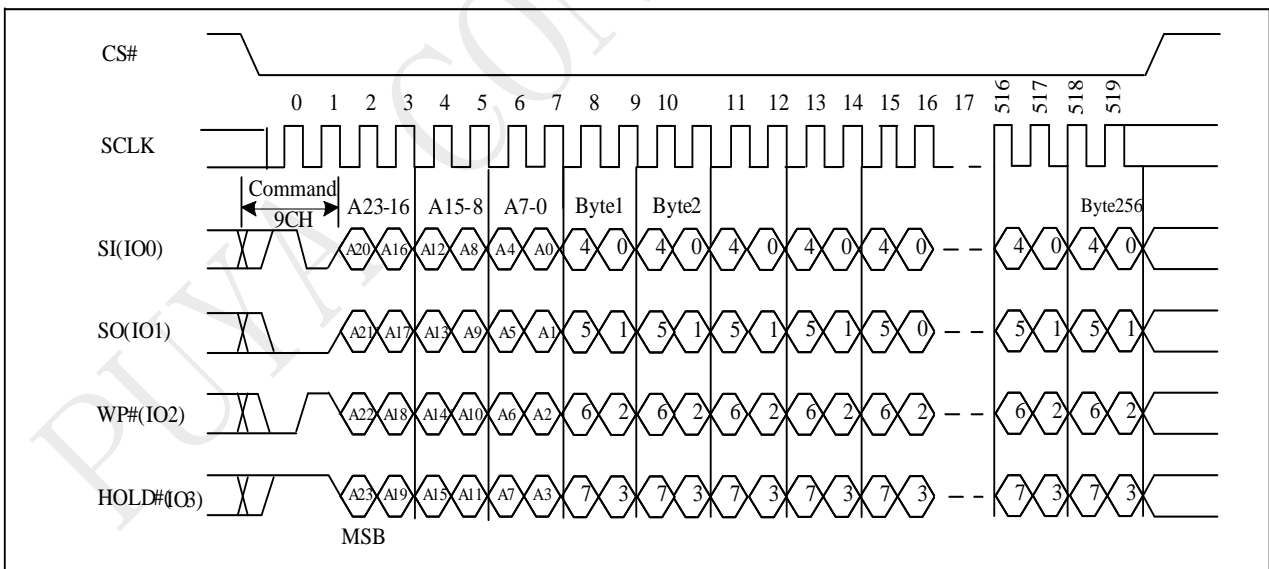 PUYA CON
CS#
0 1 2 3 4 5 6 7 8 9 10 11 12 13 14 15 16 17 516 517 518 519
SCLK
Command
9CH
A23-16 A15-8 A7-0 Byte1 Byte2 Byte256
SI(IO0) A20 A16 A12 A8 A4 A0 4 0 4 0 4 0 4 0 4 0 – – 4 0 4 0
SO(IO1) A21 A17 A13 A9 A5 A1 5 1 5 1 5 1 5 1 5 0 – – 5 1 5 1
WP#(IO2) A22 A18 A14 A10 A6 A2 6 2 6 2 6 2 6 2 6 2 – – 6 2 6 2
HOLD#(IO3) A23 A19 A15 A11 A7 A3 7 3 7 3 7 3 7 3 7 3 – – 7 3 7 3
MSB